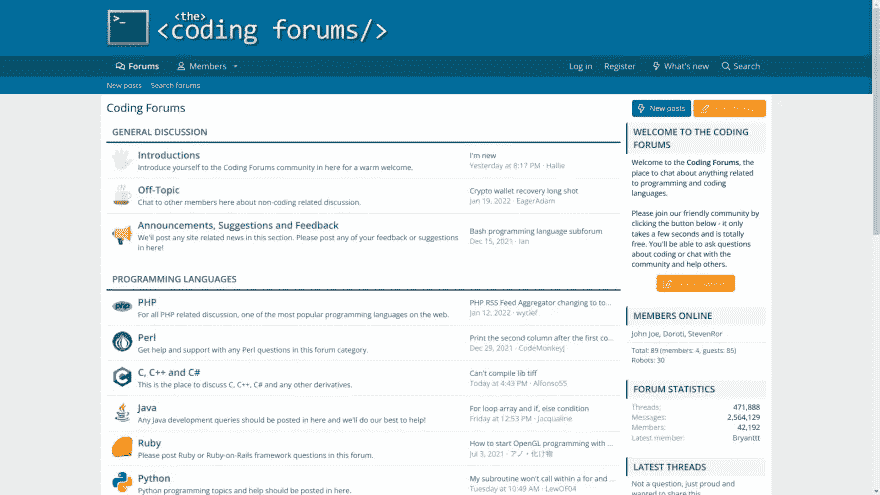 >_
<the>
<coding forums/>
Forums
Members
Log in
Register
What's new
Search
New posts
Search forums
Coding Forums
New posts
GENERAL DISCUSSION
Introductions
Introduce yourself to the Coding Forums community in here for a warm welcome.
I'm new
Yesterday at 8:17 PM · Hallie
Off-Topic
Chat to other members here about non-coding related discussion.
Crypto wallet recovery long shot
Jan 19, 2022 · EagerAdam
Announcements, Suggestions and Feedback
We'll post any site related news in this section. Please post any of your feedback or suggestions
in here!
Bash programming language subforum
Dec 15, 2021 · Ian
PROGRAMMING LANGUAGES
php
PHP
For all PHP related discussion, one of the most popular programming languages on the web.
PHP RSS Feed Aggregator changing to to...
Jan 12, 2022 · wycief
Perl
Get help and support with any Perl questions in this forum category.
Print the second column after the first co...
Dec 29, 2021 · CodeMonkeyJ
C, C++ and C#
This is the place to discuss C, C++, C# and any other derivatives.
Can't compile lib tiff
Today at 4:43 PM · Alfonso55
Java
Any Java development queries should be posted in here and we'll do our best to help!
For loop array and if, else condition
Friday at 12:53 PM · Jacqualine
Ruby
Please post Ruby or Ruby-on-Rails framework questions in this forum.
How to start OpenGL programming with ...
Jul 3, 2021 · アノ・化け物
Python
Python programming topics and help should be posted in here.
My subroutine won't call within a for and ...
Tuesday at 10:49 AM · LewOF04
WELCOME TO THE CODING
FORUMS
Welcome to the Coding Forums, the
place to chat about anything related
to programming and coding
languages.
Please join our friendly community by
clicking the button below - it only
takes a few seconds and is totally
free. You'll be able to ask questions
about coding or chat with the
community and help others.
MEMBERS ONLINE
John Joe, Doroti, StevenRor
Total: 89 (members: 4, guests: 85)
Robots: 30
FORUM STATISTICS
Threads: 471,888
Messages: 2,564,129
Members: 42,192
Latest member: Bryanttt
LATEST THREADS
Not a question, just proud and
wanted to share this